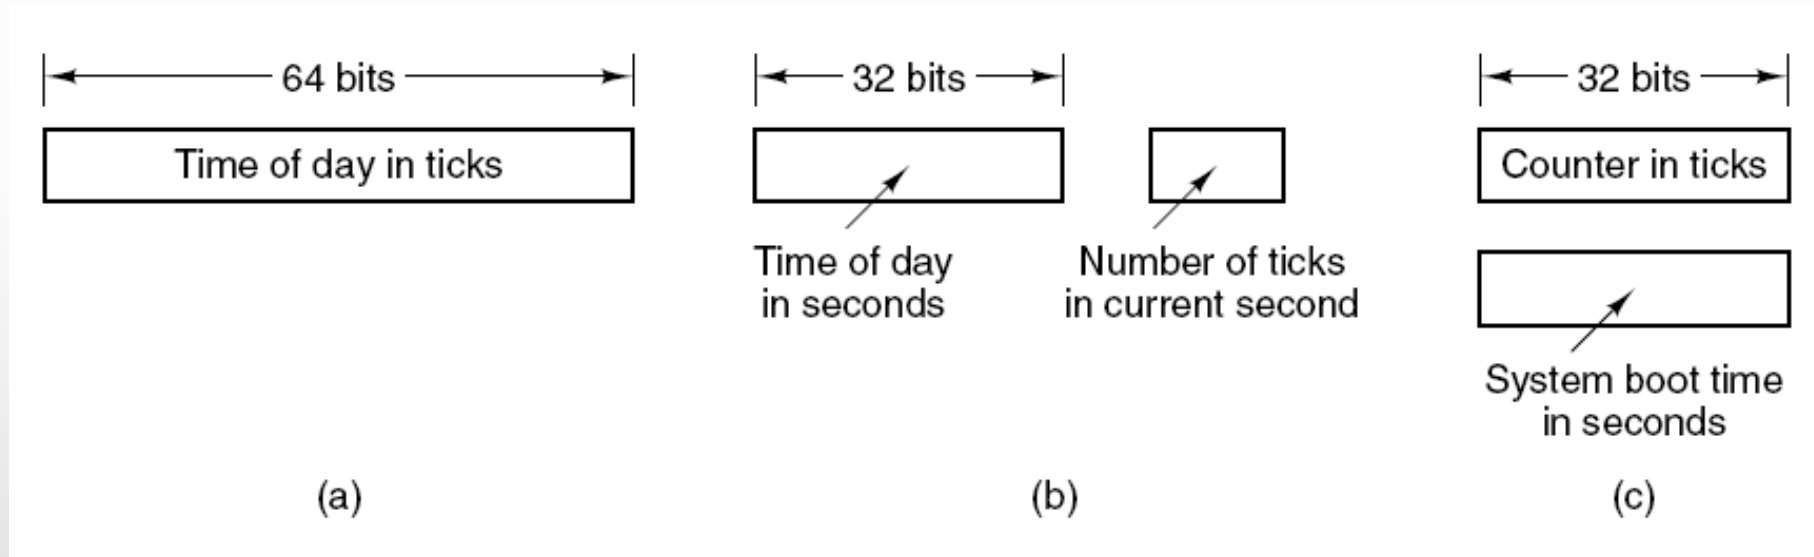 64 bits
Time of day in ticks
(a)
32 bits
Time of day
in seconds
Number of ticks
in current second
(b)
32 bits
Counter in ticks
System boot time
in seconds
(c)